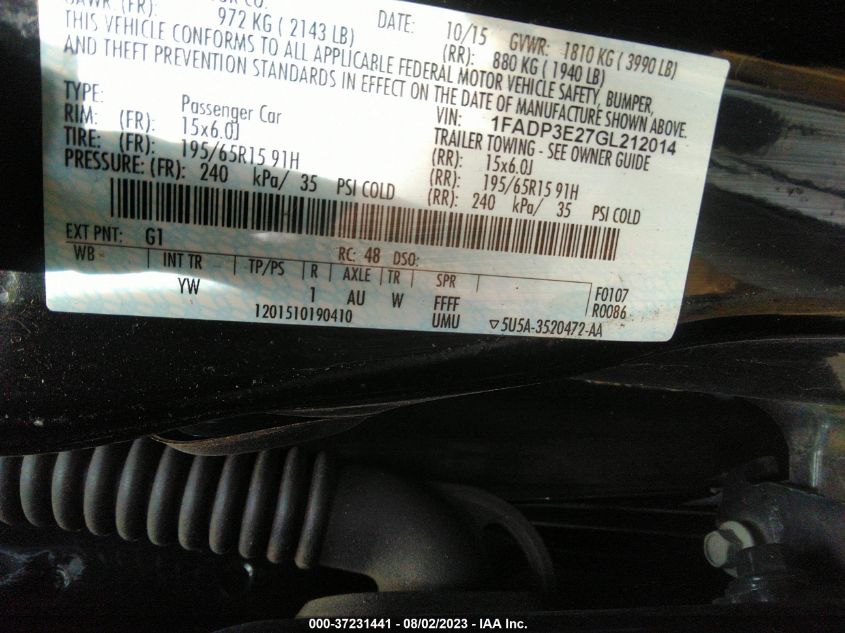 CO.
GAWR: (FR): 972 KG ( 2143 LB) DATE: 10/15 GVWR: 1810 KG ( 3990 LB)
(RR): 880 KG ( 1940 LB)
THIS VEHICLE CONFORMS TO ALL APPLICABLE FEDERAL MOTOR VEHICLE SAFETY, BUMPER,
AND THEFT PREVENTION STANDARDS IN EFFECT ON THE DATE OF MANUFACTURE SHOWN ABOVE.
VIN: 1FADP3E27GL212014
TYPE: Passenger Car TRAILER TOWING - SEE OWNER GUIDE
RIM: (FR): 15x6.0J (RR): 15x6.0J
TIRE: (FR): 195/65R15 91H (RR): 195/65R15 91H
PRESSURE: (FR): 240 kPa/ 35 PSI COLD (RR): 240 kPa/ 35 PSI COLD
EXT PNT: G1 RC: 48 DSO:
WB INT TR TP/PS R AXLE TR SPR F0107
YW 1 AU W FFFF R0086
1201510190410 UMU ▽5U5A-3520472-AA
000-37231441 - 08/02/2023 - IAA Inc.